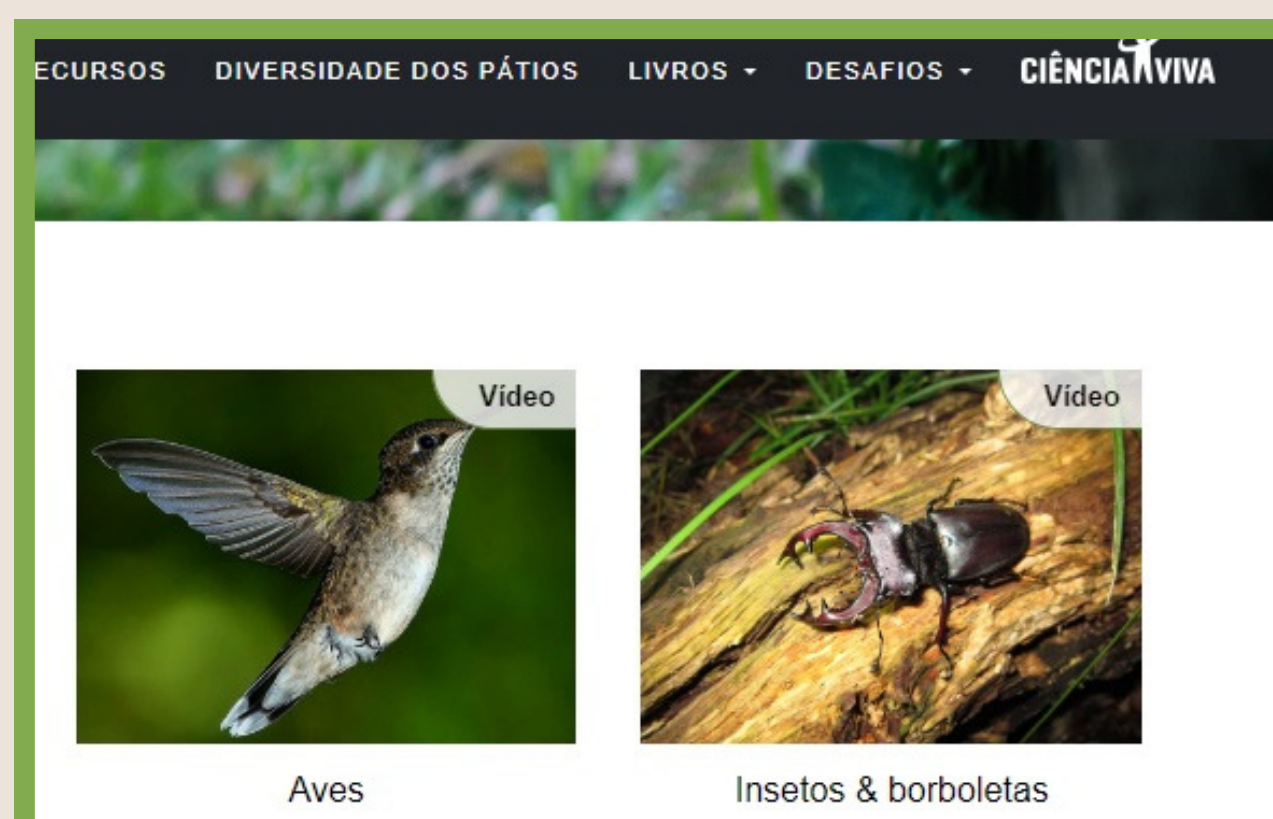 ECURSOS DIVERSIDADE DOS PÁTIOS LIVROS DESAFIOS CIÊNCIA VIVA
Vídeo Vídeo
Aves Insetos & borboletas